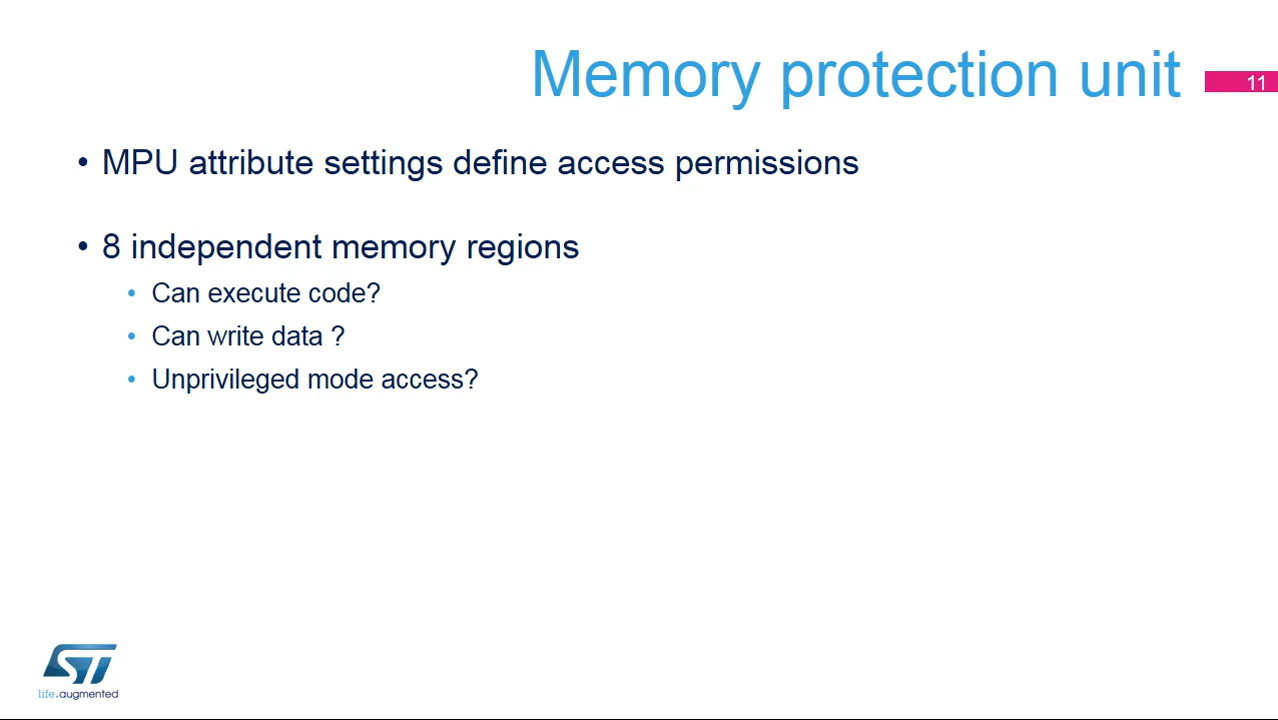 Memory protection unit
11
• MPU attribute settings define access permissions
• 8 independent memory regions
• Can execute code?
• Can write data ?
• Unprivileged mode access?
ST
life.augmented